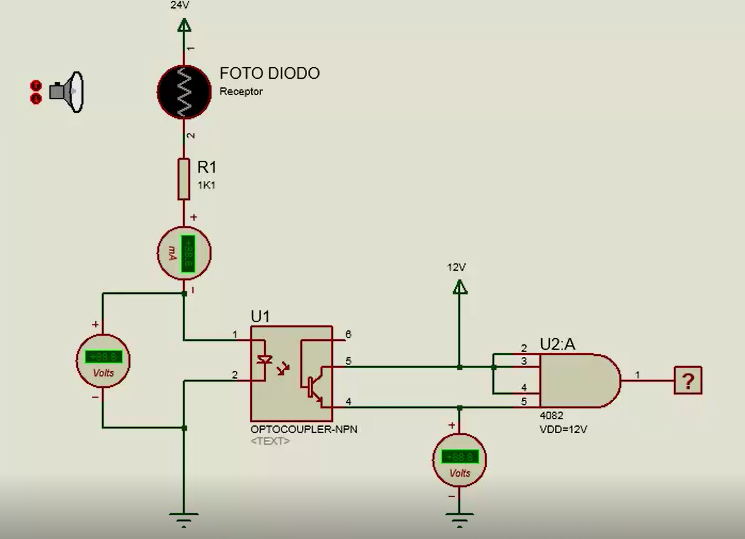 24V
1
FOTO DIODO
Receptor
2
R1
1K1
+
mA
-
12V
U1
U2:A
+
Volts
-
1
2
6
5
4
2
3
4
5
1
?
OPTOCOUPLER-NPN
<TEXT>
4082
VDD=12V
+
Volts
-